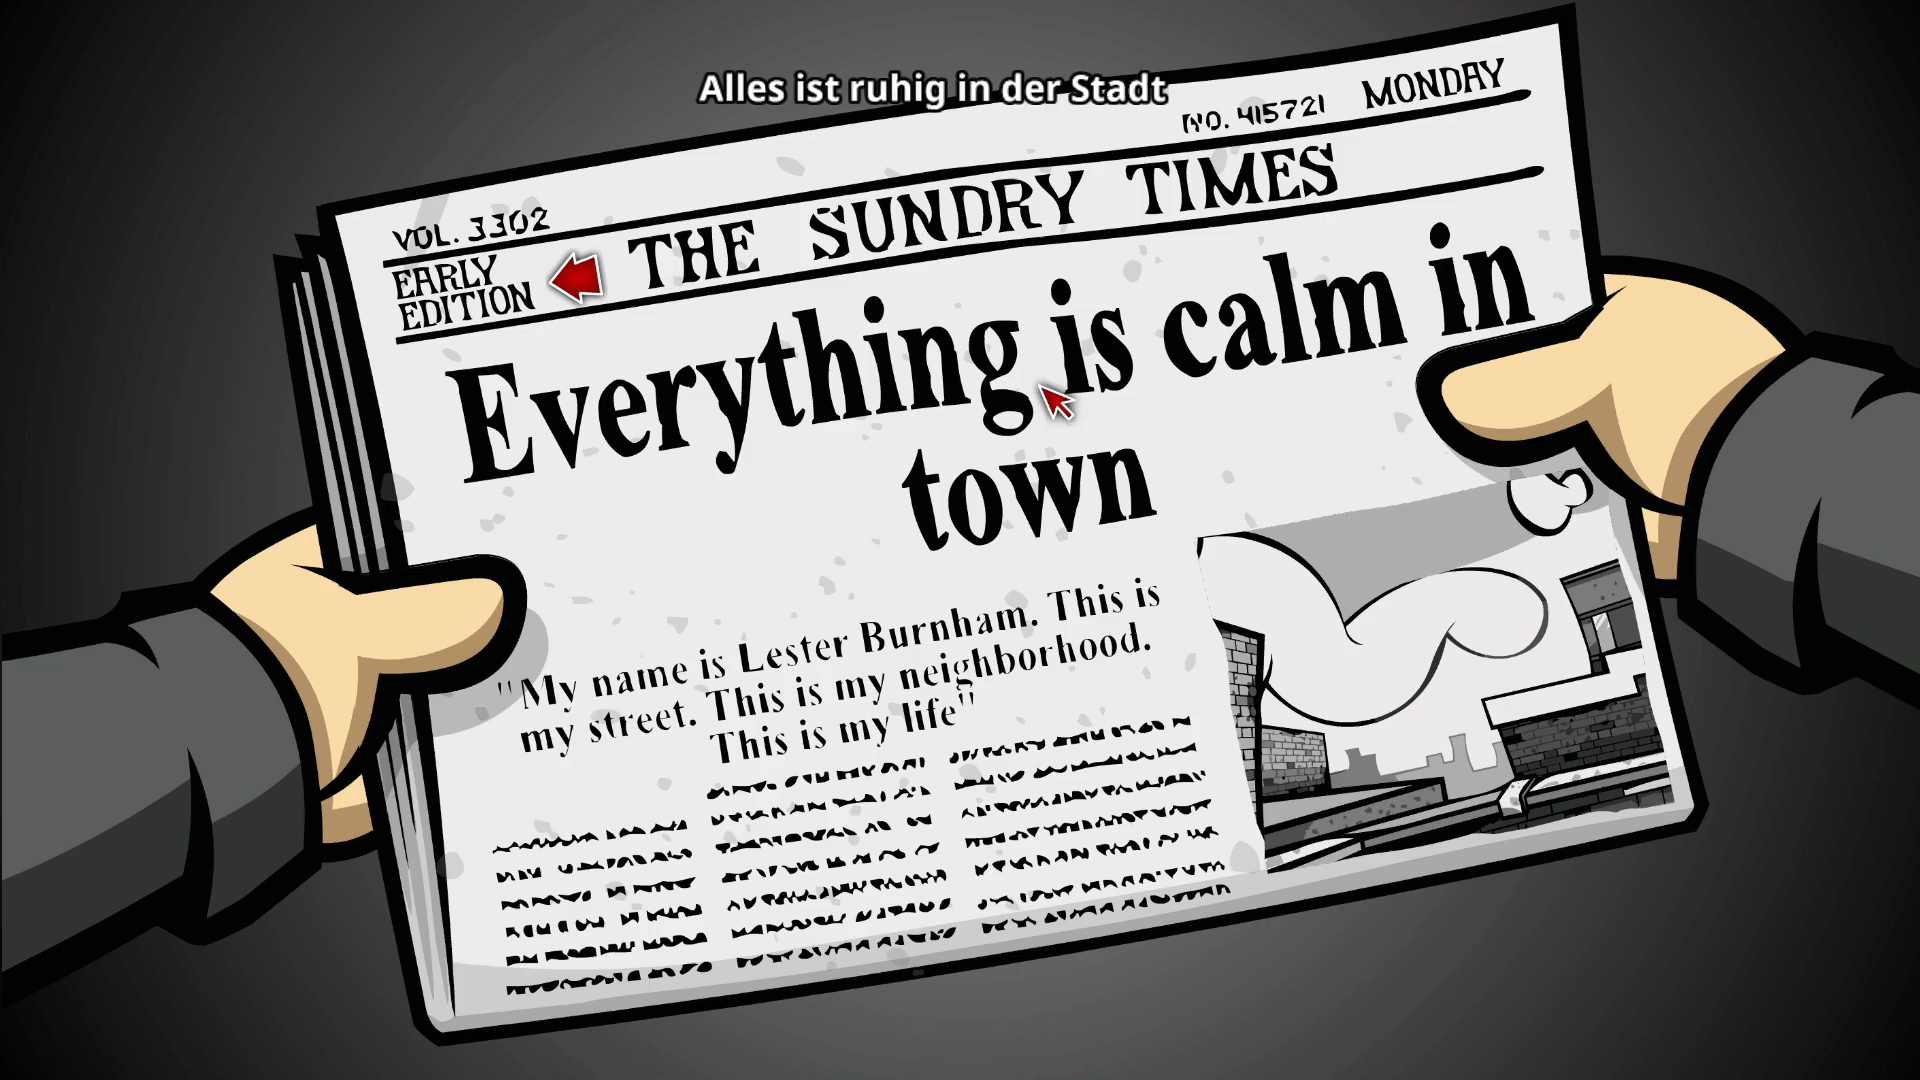 Alles ist ruhig in der Stadt
NO. 415721 MONDAY
VOL. 3302
EARLY
EDITION
THE SUNDRY TIMES
Everything is calm in
town
"My name is Lester Burnham. This is
my street. This is my neighborhood.
This is my life"